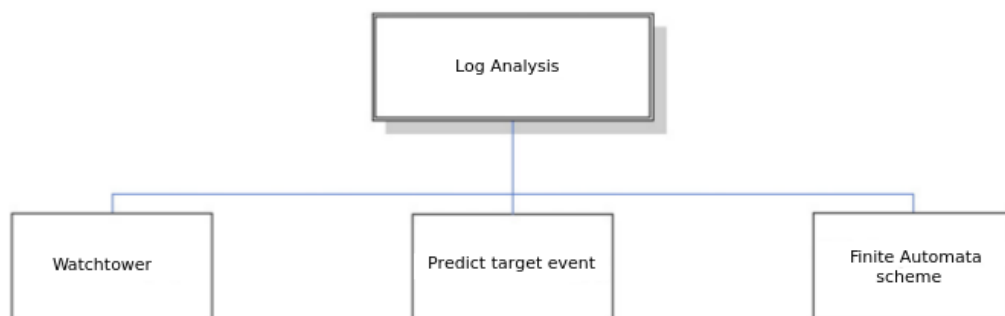 Log Analysis
Watchtower
Predict target event
Finite Automata
scheme